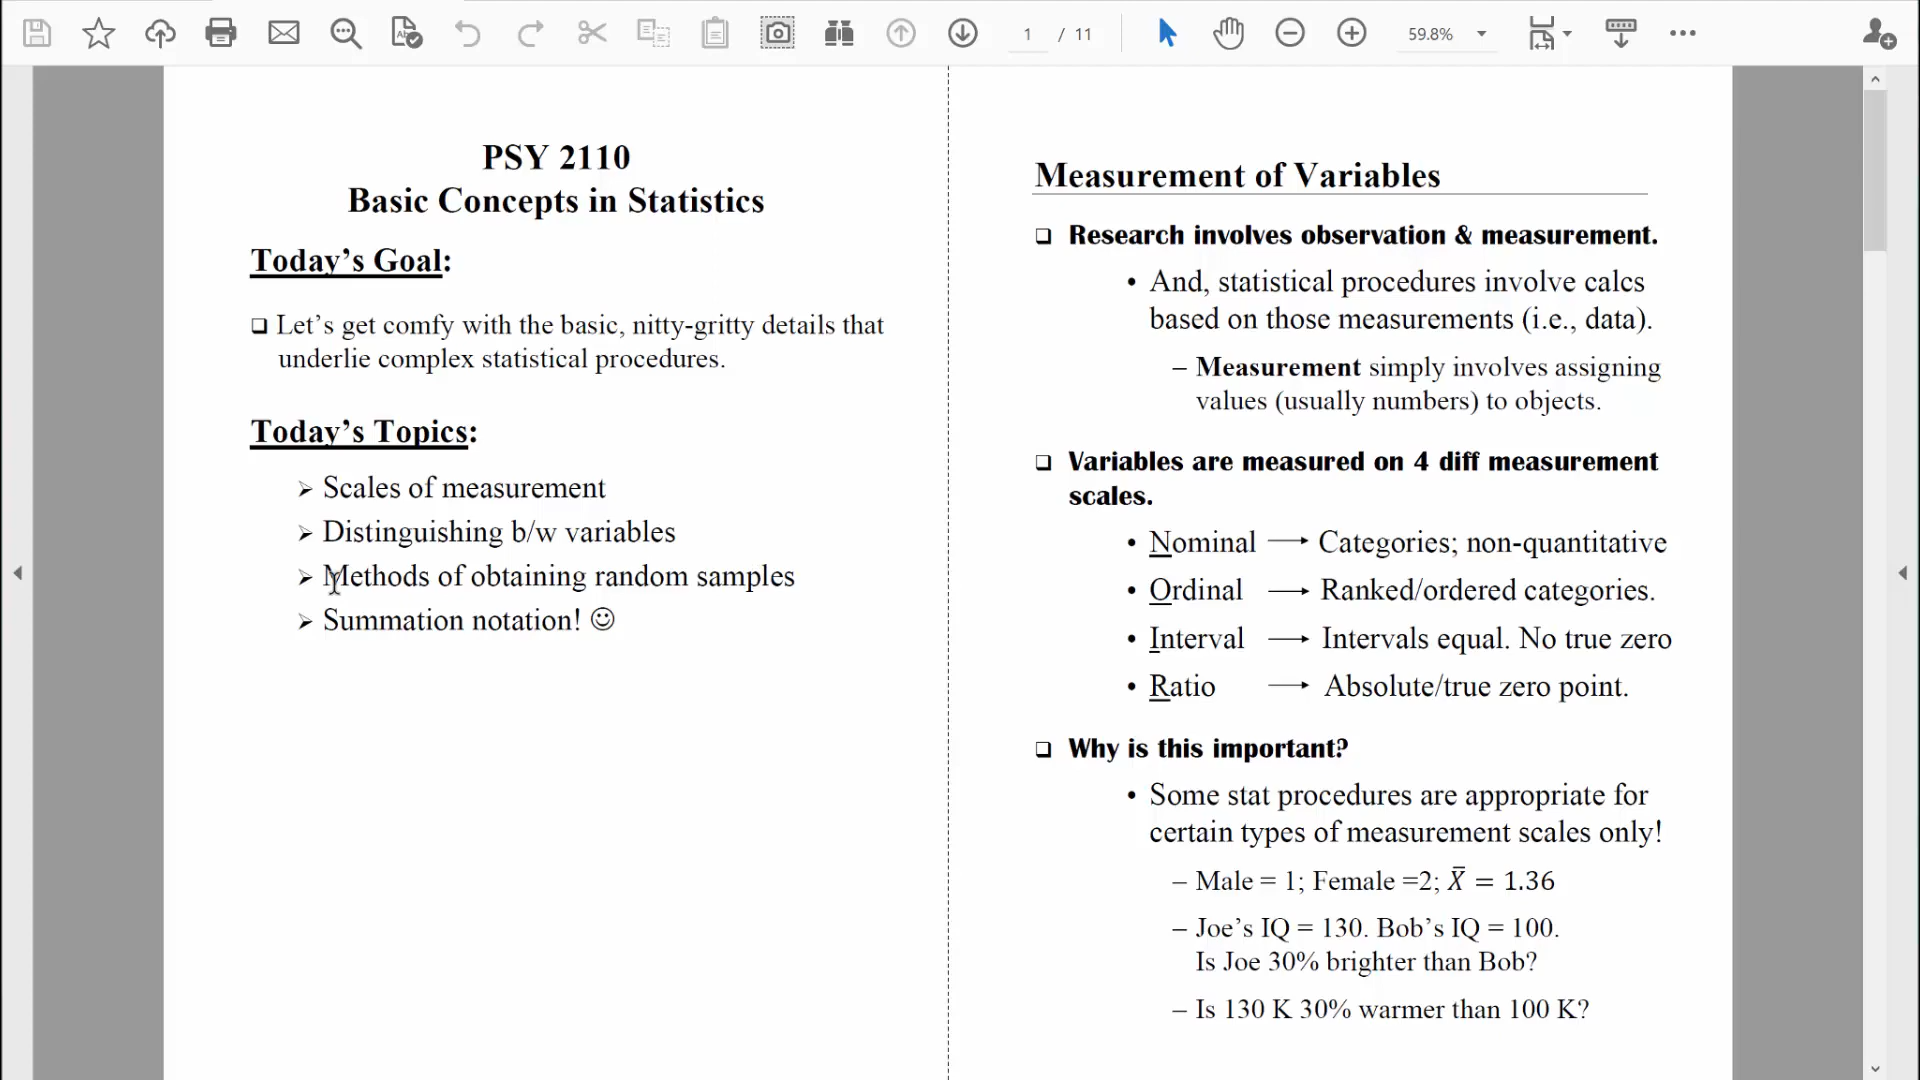 1 / 11
59.8%
PSY 2110
Basic Concepts in Statistics
Today's Goal:
❑ Let's get comfy with the basic, nitty-gritty details that
underlie complex statistical procedures.
Today's Topics:
➢ Scales of measurement
➢ Distinguishing b/w variables
➢ Methods of obtaining random samples
➢ Summation notation! ☺
Measurement of Variables
❑ Research involves observation & measurement.
• And, statistical procedures involve calcs
based on those measurements (i.e., data).
– Measurement simply involves assigning
values (usually numbers) to objects.
❑ Variables are measured on 4 diff measurement
scales.
• Nominal → Categories; non-quantitative
• Ordinal → Ranked/ordered categories.
• Interval → Intervals equal. No true zero
• Ratio → Absolute/true zero point.
❑ Why is this important?
• Some stat procedures are appropriate for
certain types of measurement scales only!
– Male = 1; Female =2; X̄ = 1.36
– Joe's IQ = 130. Bob's IQ = 100.
Is Joe 30% brighter than Bob?
– Is 130 K 30% warmer than 100 K?